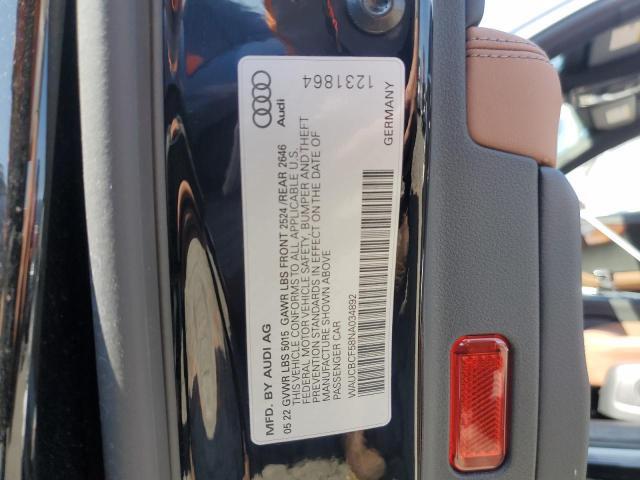 MFD. BY AUDI AG
Audi
05 22 GVWR LBS 5015 GAWR LBS FRONT 2524 /REAR 2646
THIS VEHICLE CONFORMS TO ALL APPLICABLE U.S.
FEDERAL MOTOR VEHICLE SAFETY, BUMPER AND THEFT
PREVENTION STANDARDS IN EFFECT ON THE DATE OF
MANUFACTURE SHOWN ABOVE
PASSENGER CAR
WAUCBCF58NA034892
1231864
GERMANY